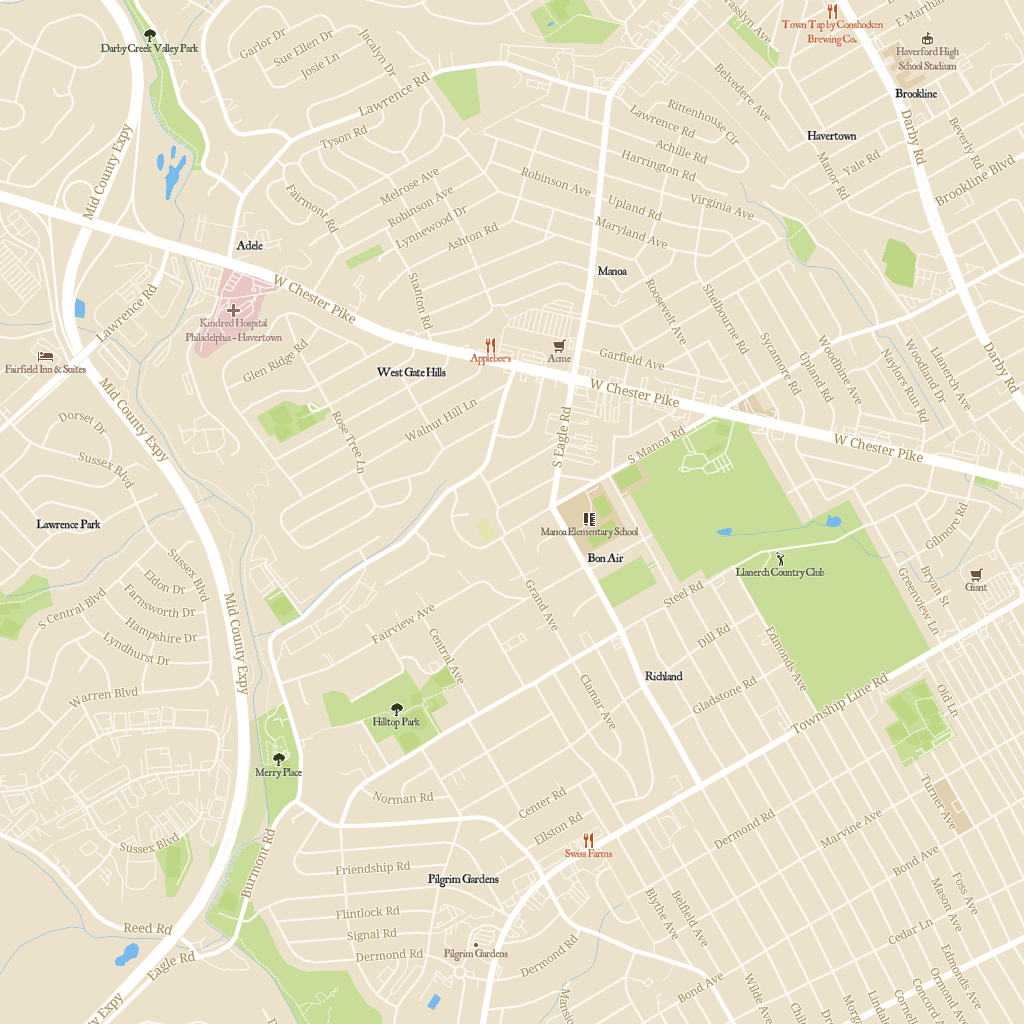 Town Tap by Conshocken
Brewing Co.
Grasslyn Ave
E Marthart
Darby Creek Valley Park
Garlor Dr
Sue Ellen Dr
Josie Ln
Jacalyn Dr
Haverford High
School Stadium
Belvedere Ave
Lawrence Rd
Brookline
Rittenhouse Cir
Lawrence Rd
Havertown
Darby Rd
Beverly Rd
Tyson Rd
Achille Rd
Harrington Rd
Yale Rd
Manor Rd
Brookline Blvd
Mid County Expy
Melrose Ave
Robinson Ave
Robinson Ave
Fairmont Rd
Upland Rd
Virginia Ave
Lynnewood Dr
Maryland Ave
Ashton Rd
Adele
Manoa
W Chester Pike
Stanton Rd
Roosevelt Ave
Shelbourne Rd
Lawrence Rd
Kindred Hospital
Philadelphia - Havertown
Glen Ridge Rd
Applebee's
Acme
Garfield Ave
Sycamore Rd
Upland Rd
Woodbine Ave
Naylors Run Rd
Woodland Dr
Llanerch Ave
Darby Rd
Fairfield Inn & Suites
West Gate Hills
W Chester Pike
Mid County Expy
Dorset Dr
Rose Tree Ln
Walnut Hill Ln
S Eagle Rd
S Manoa Rd
W Chester Pike
Sussex Blvd
Lawrence Park
Manoa Elementary School
Gilmore Rd
Bon Air
Llanerch Country Club
Sussex Blvd
Eldon Dr
Farnsworth Dr
Hampshire Dr
Lyndhurst Dr
S Central Blvd
Mid County Expy
Grand Ave
Steel Rd
Greenview Ln
Bryan St
Giant
Fairview Ave
Central Ave
Dill Rd
Edmonds Ave
Warren Blvd
Richland
Clamar Ave
Gladstone Rd
Township Line Rd
Old Ln
Hilltop Park
Merry Place
Norman Rd
Center Rd
Ellston Rd
Turner Ave
Dermond Rd
Marvine Ave
Sussex Blvd
Burmont Rd
Swiss Farms
Friendship Rd
Bond Ave
Pilgrim Gardens
Foss Ave
Mason Ave
Flintlock Rd
Blythe Ave
Belfield Ave
Reed Rd
Signal Rd
Cedar Ln
Dermond Rd
Pilgrim Gardens
Dermond Rd
Eagle Rd
Edmonds Ave
Ormond Ave
Bond Ave
Wilde Ave